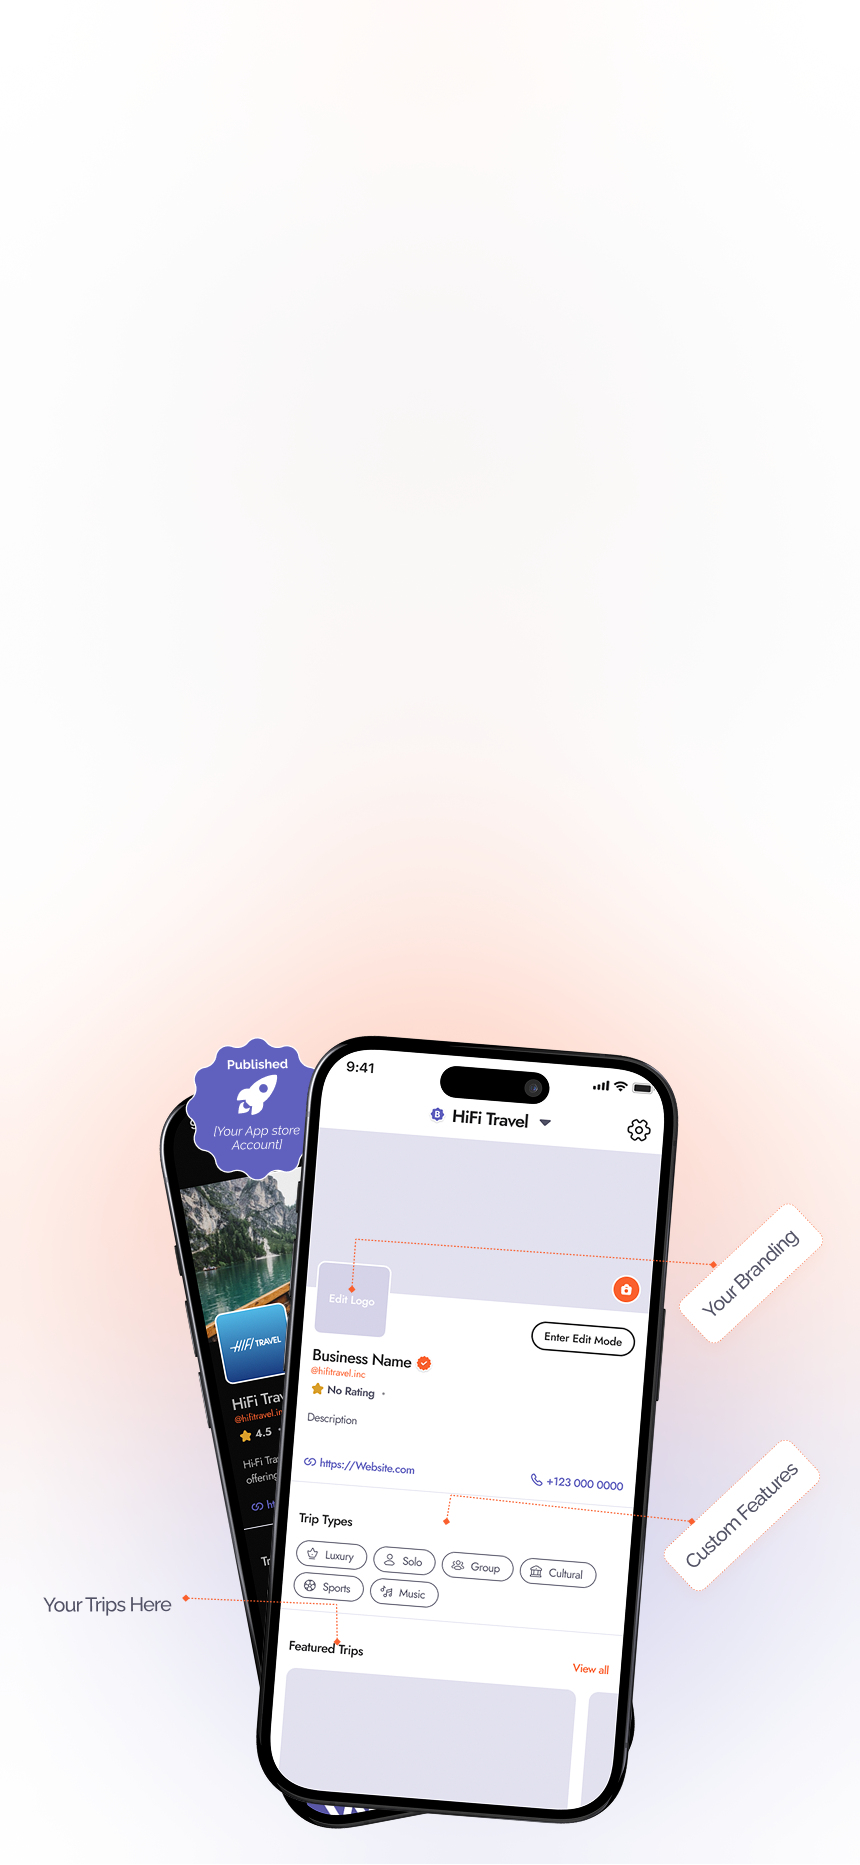 Published
[Your App store
Account]
9:41
HiFi Travel
Edit Logo
Your Branding
Enter Edit Mode
Business Name
@hifitravel.inc
No Rating
Description
https://Website.com
+123 000 0000
HIFI TRAVEL
HiFi Trav
@hifitravel.in
4.5
Hi-Fi Tra
offering
ht
Custom Features
Trip Types
Luxury
Solo
Group
Cultural
Sports
Music
Tr
Your Trips Here
Featured Trips
View all